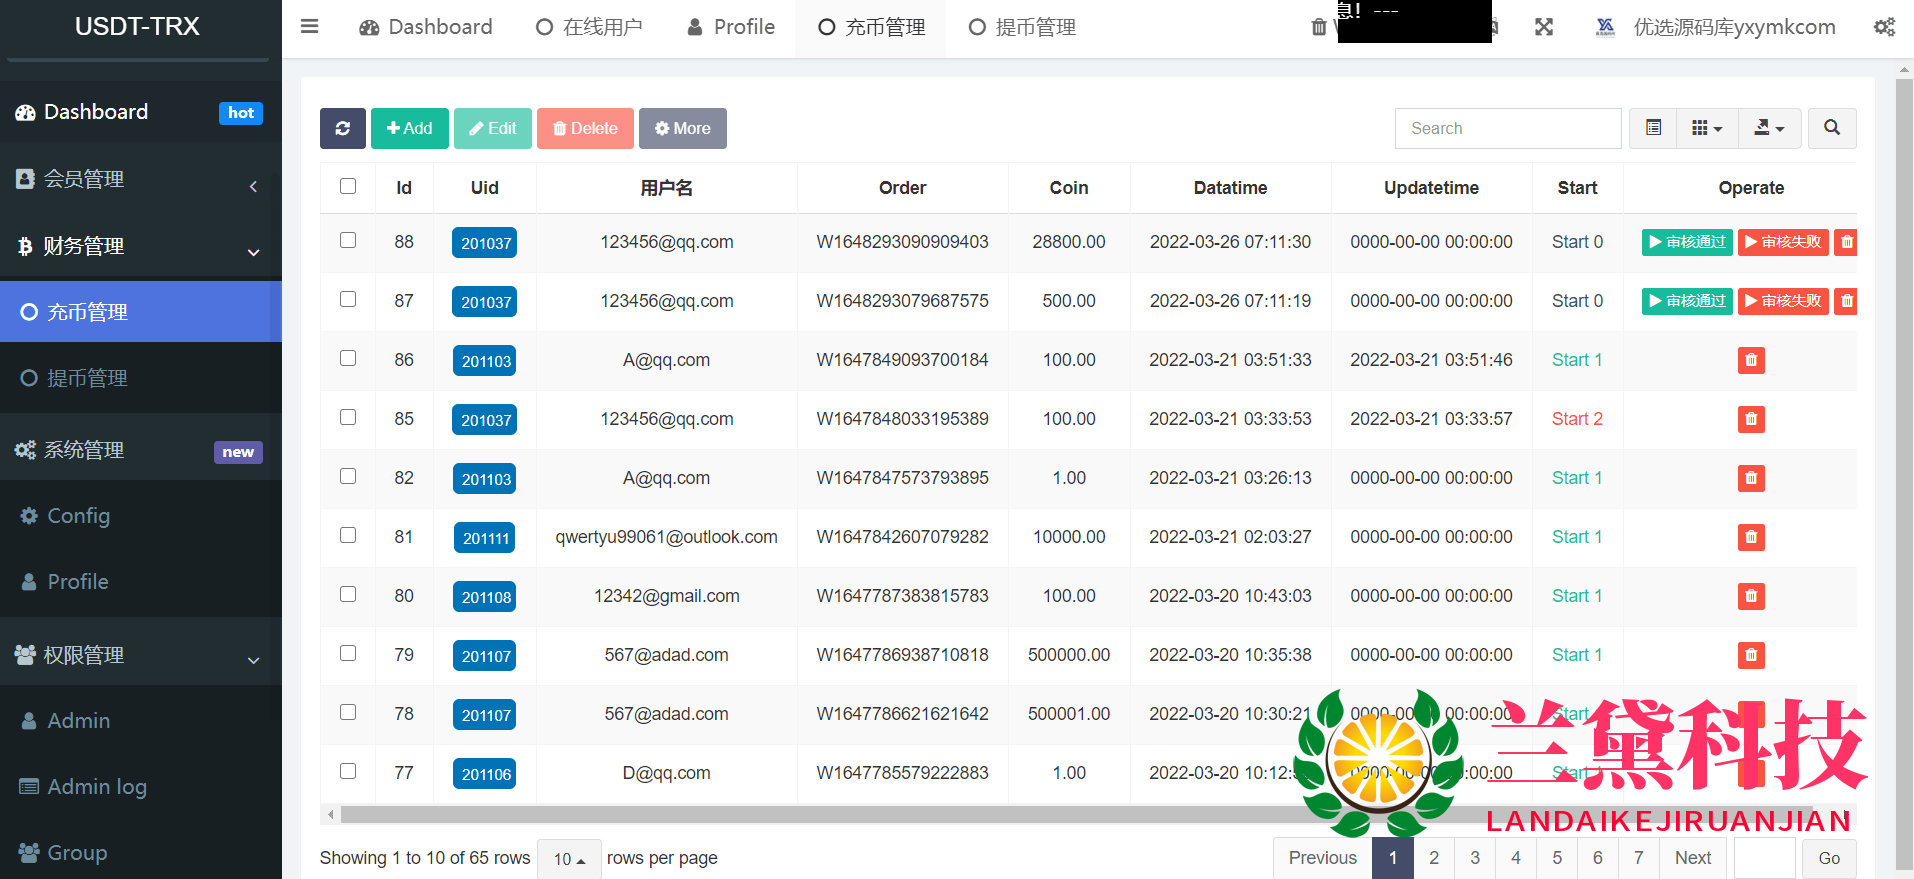 USDT-TRX
Dashboard
在线用户
Profile
充币管理
提币管理
息! ---
优选源码库yxymkcom
Dashboard hot
会员管理
财务管理
充币管理
提币管理
系统管理 new
Config
Profile
权限管理
Admin
Admin log
Group
Add Edit Delete More
Search
Id Uid 用户名 Order Coin Datatime Updatetime Start Operate
88 201037 123456@qq.com W1648293090909403 28800.00 2022-03-26 07:11:30 0000-00-00 00:00:00 Start 0 审核通过 审核失败
87 201037 123456@qq.com W1648293079687575 500.00 2022-03-26 07:11:19 0000-00-00 00:00:00 Start 0 审核通过 审核失败
86 201103 A@qq.com W1647849093700184 100.00 2022-03-21 03:51:33 2022-03-21 03:51:46 Start 1
85 201037 123456@qq.com W1647848033195389 100.00 2022-03-21 03:33:53 2022-03-21 03:33:57 Start 2
82 201103 A@qq.com W1647847573793895 1.00 2022-03-21 03:26:13 0000-00-00 00:00:00 Start 1
81 201111 qwertyu99061@outlook.com W1647842607079282 10000.00 2022-03-21 02:03:27 0000-00-00 00:00:00 Start 1
80 201108 12342@gmail.com W1647787383815783 100.00 2022-03-20 10:43:03 0000-00-00 00:00:00 Start 1
79 201107 567@adad.com W1647786938710818 500000.00 2022-03-20 10:35:38 0000-00-00 00:00:00 Start 1
78 201107 567@adad.com W1647786621621642 500001.00 2022-03-20 10:30:21 Start
77 201106 D@qq.com W1647785579222883 1.00 2022-03-20 Start
兰黛科技
LANDAIKEJIRUANJIAN
Showing 1 to 10 of 65 rows 10 rows per page
Previous 1 2 3 4 5 6 7 Next Go